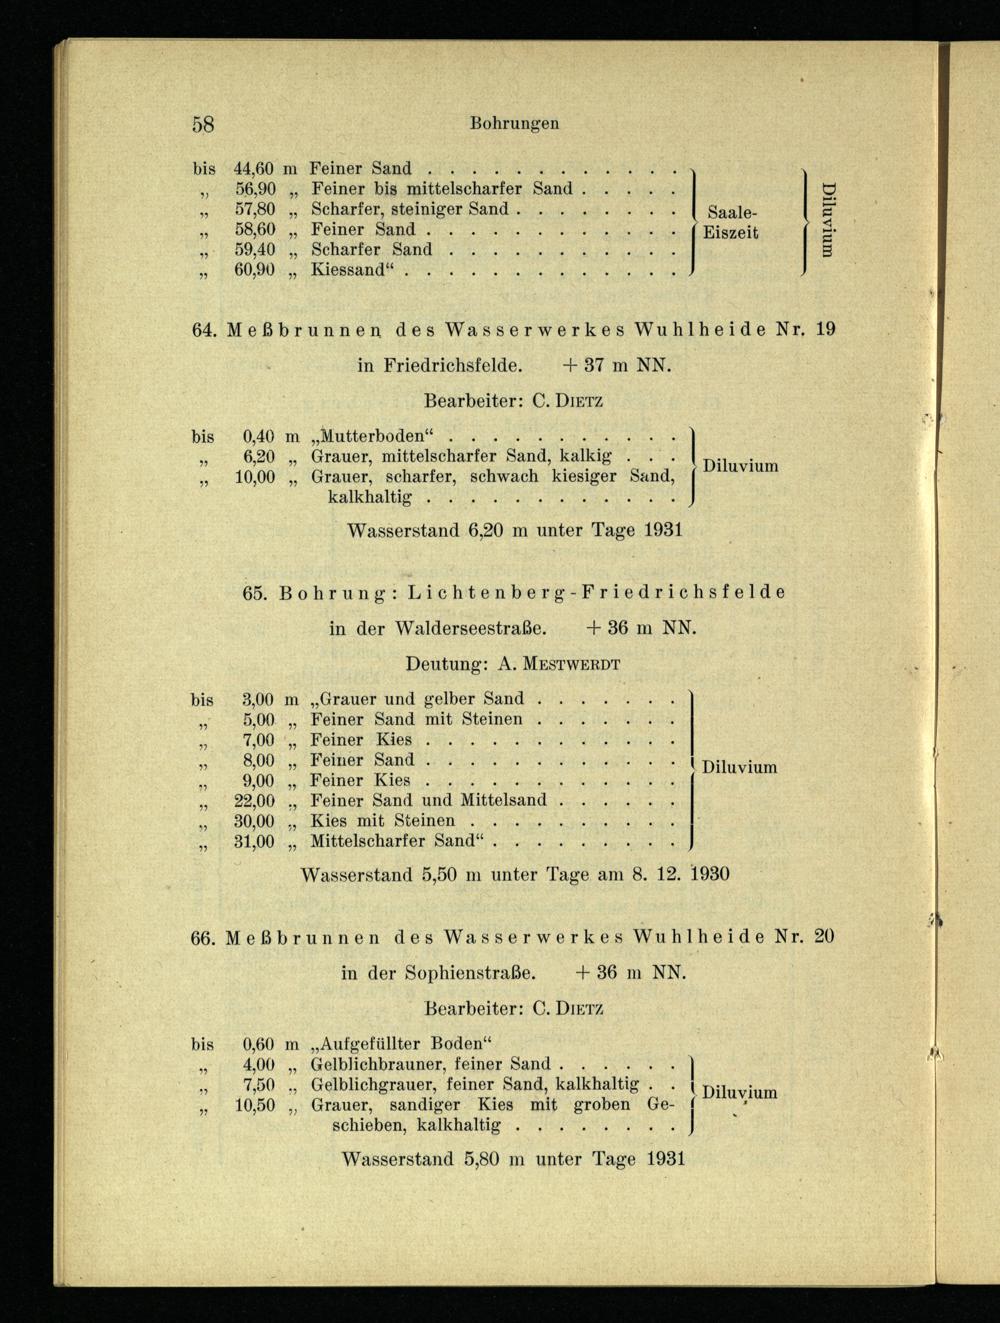 58 Bohrungen
bis 44,60 m Feiner Sand . . . . . . . . . . . .
„ 56,90 „ Feiner bis mittelscharfer Sand . . . . .
„ 57,80 „ Scharfer, steiniger Sand . . . . . . . . Saale-
„ 58,60 „ Feiner Sand . . . . . . . . . . . . Eiszeit
„ 59,40 „ Scharfer Sand . . . . . . . . . . .
„ 60,90 „ Kiessand“ . . . . . . . . . . . . .
Diluvium
64. Meßbrunnen des Wasserwerkes Wuhlheide Nr. 19
in Friedrichsfelde. + 37 m NN.
Bearbeiter: C. DIETZ
bis 0,40 m „Mutterboden“ . . . . . . . . . . .
„ 6,20 „ Grauer, mittelscharfer Sand, kalkig . . . Diluvium
„ 10,00 „ Grauer, scharfer, schwach kiesiger Sand,
kalkhaltig . . . . . . . . . . . .
Wasserstand 6,20 m unter Tage 1931
65. Bohrung: Lichtenberg-Friedrichsfelde
in der Walderseestraße. + 36 m NN.
Deutung: A. MESTWERDT
bis 3,00 m „Grauer und gelber Sand . . . . . . .
„ 5,00 „ Feiner Sand mit Steinen . . . . . . .
„ 7,00 „ Feiner Kies . . . . . . . . . . . .
„ 8,00 „ Feiner Sand . . . . . . . . . . . . Diluvium
„ 9,00 „ Feiner Kies . . . . . . . . . . . .
„ 22,00 „ Feiner Sand und Mittelsand . . . . . .
„ 30,00 „ Kies mit Steinen . . . . . . . . . .
„ 31,00 „ Mittelscharfer Sand“ . . . . . . . . .
Wasserstand 5,50 m unter Tage am 8. 12. 1930
66. Meßbrunnen des Wasserwerkes Wuhlheide Nr. 20
in der Sophienstraße. + 36 m NN.
Bearbeiter: C. DIETZ
bis 0,60 m „Aufgefüllter Boden“
„ 4,00 „ Gelblichbrauner, feiner Sand . . . . . .
„ 7,50 „ Gelblichgrauer, feiner Sand, kalkhaltig . . Diluvium
„ 10,50 „ Grauer, sandiger Kies mit groben Ge-
schieben, kalkhaltig . . . . . . . .
Wasserstand 5,80 m unter Tage 1931